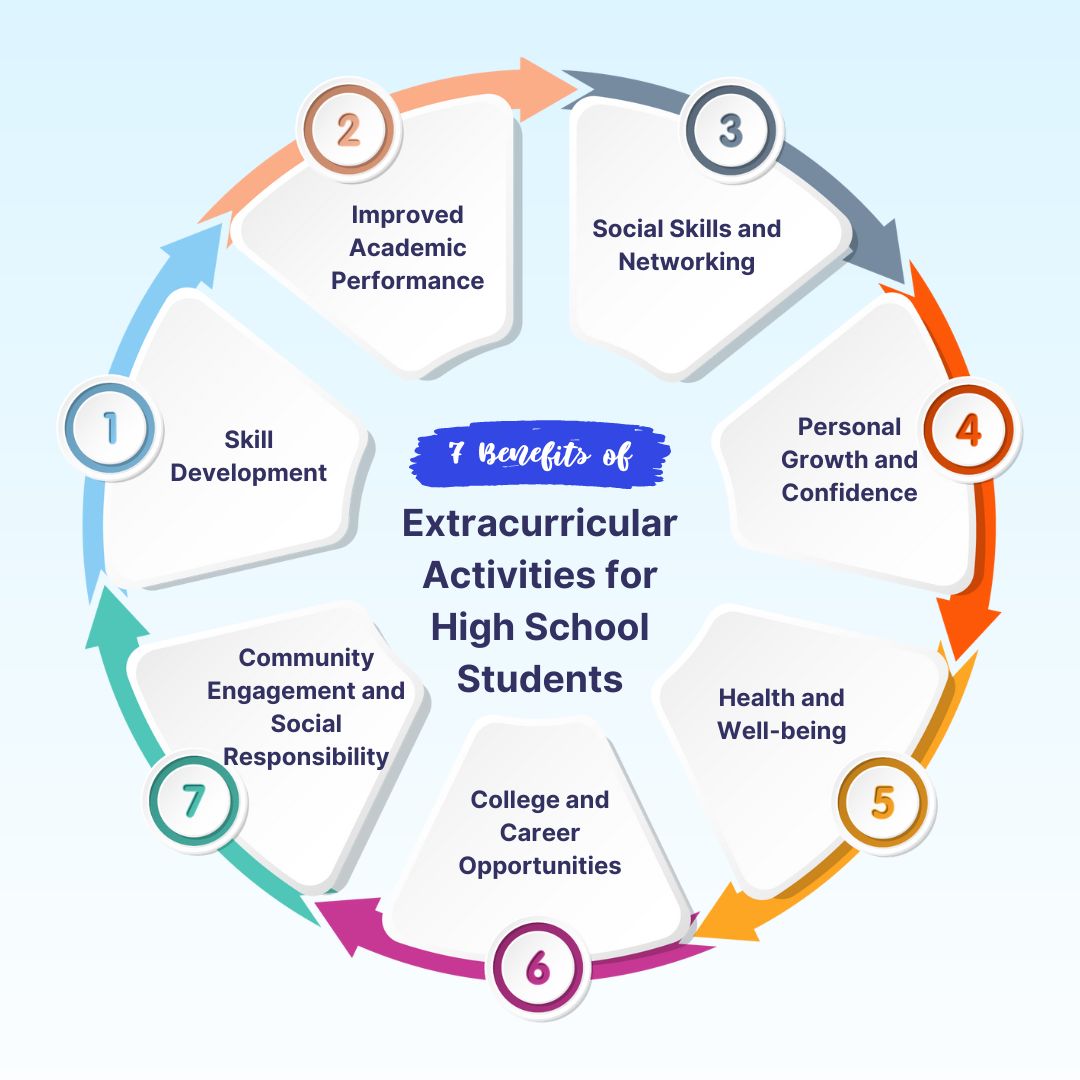 7 Benefits of
Extracurricular
Activities for
High School
Students
1
Skill
Development
2
Improved
Academic
Performance
3
Social Skills and
Networking
4
Personal
Growth and
Confidence
5
Health and
Well-being
6
College and
Career
Opportunities
7
Community
Engagement and
Social
Responsibility